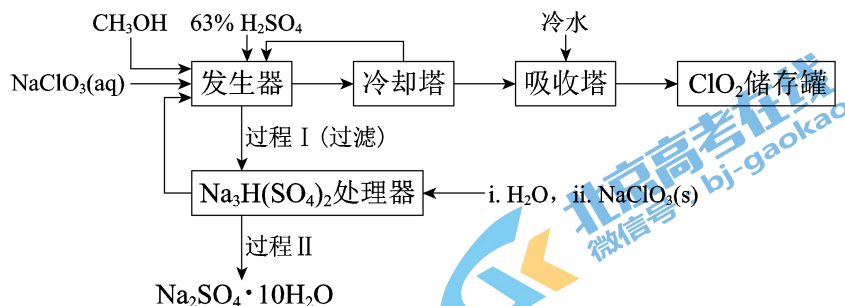 CH₃OH 63% H₂SO₄ 冷水
NaClO₃(aq) 发生器 冷却塔 吸收塔 ClO₂储存罐
过程Ⅰ(过滤)
Na₃H(SO₄)₂处理器 i. H₂O，ii. NaClO₃(s)
过程Ⅱ
Na₂SO₄·10H₂O
北京高考在线
微信号：bj-gaokao